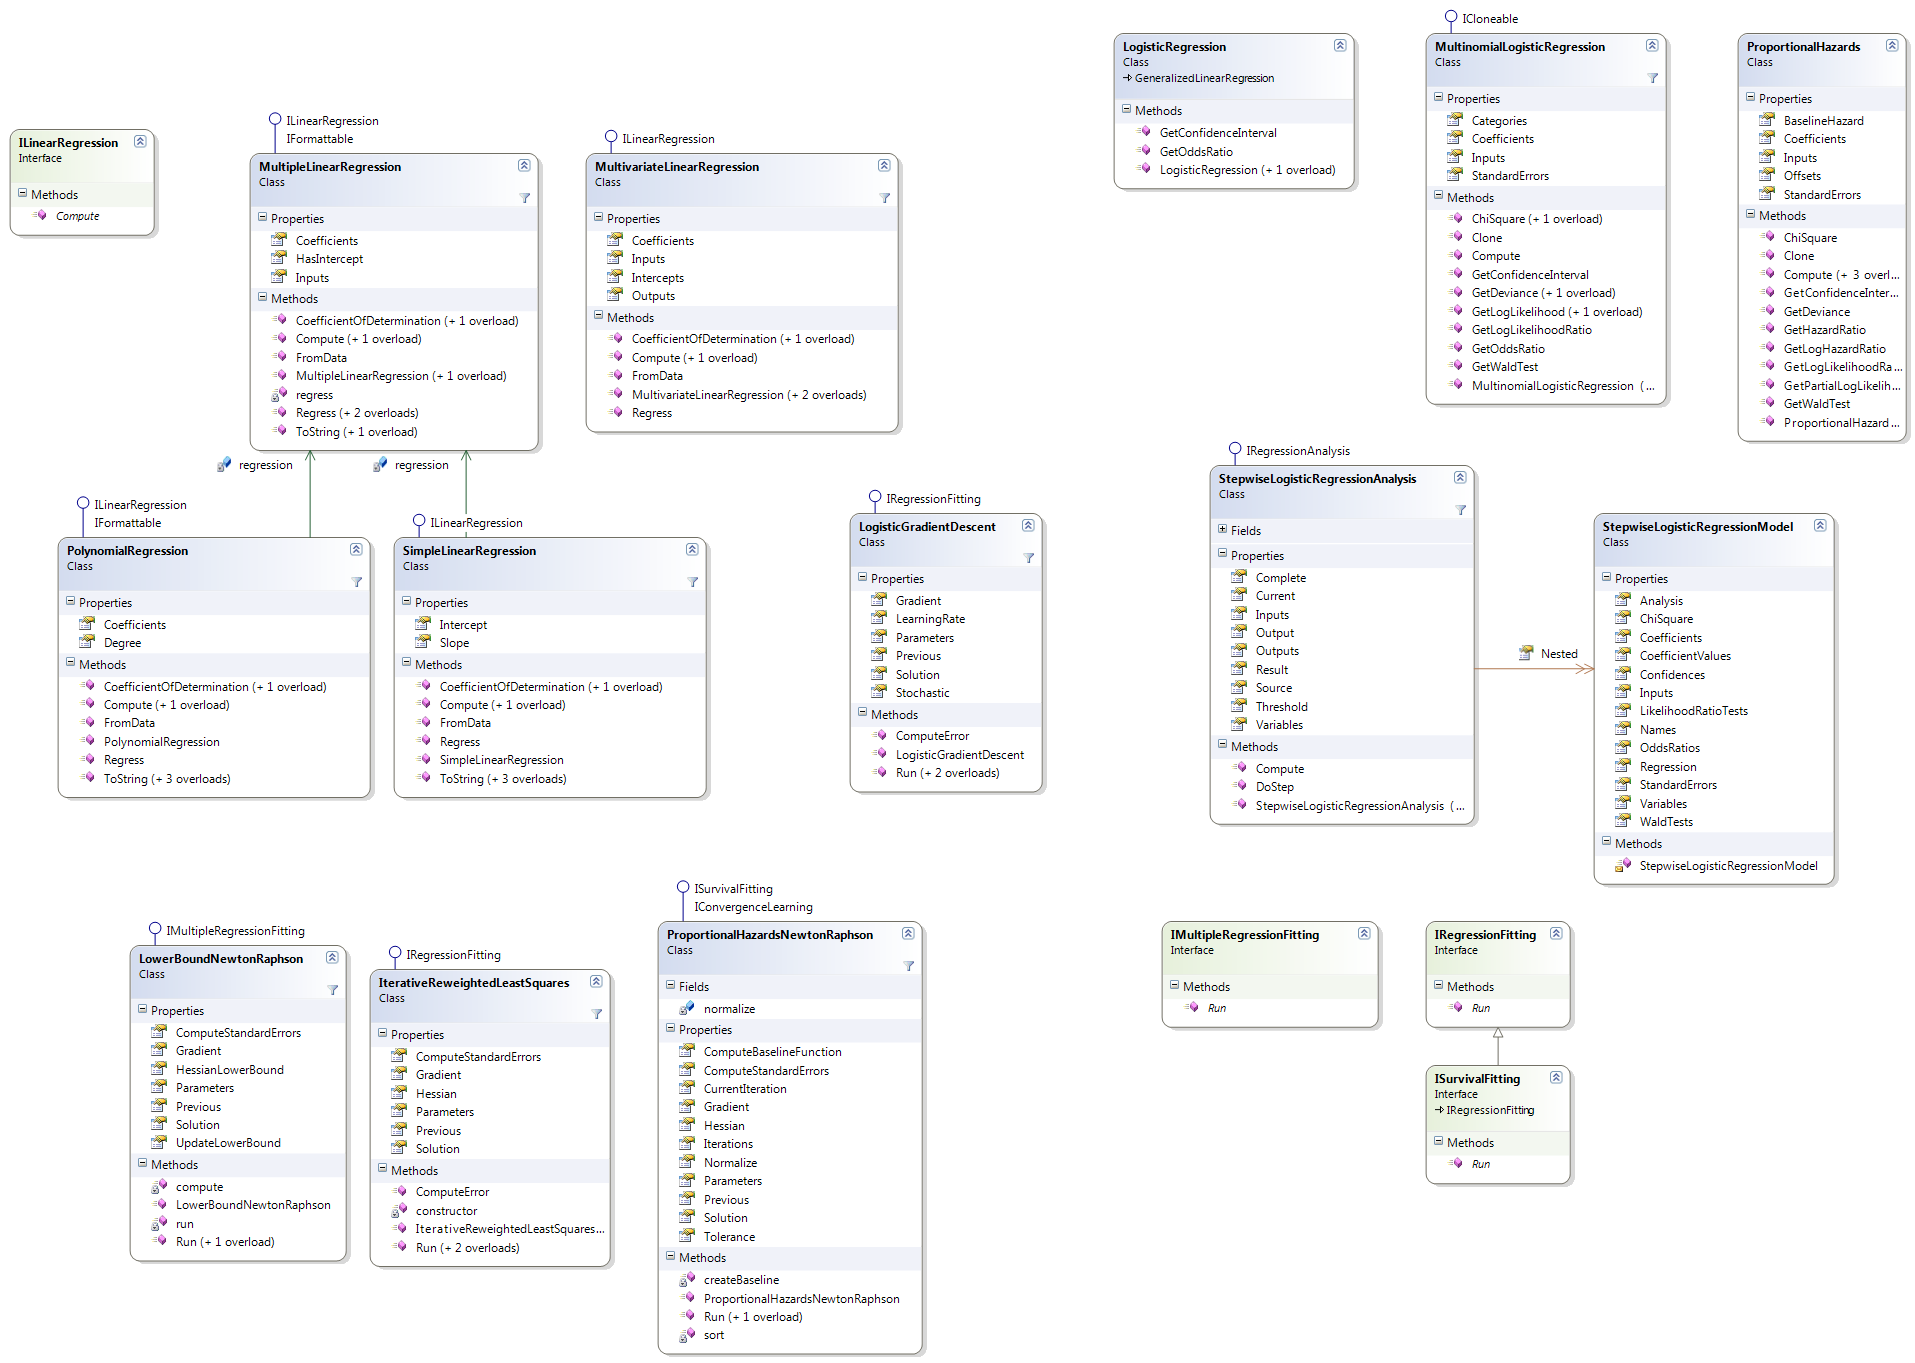 ILinearRegression
Interface
Methods
Compute
ILinearRegression
IFormattable
MultipleLinearRegression
Class
Properties
Coefficients
HasIntercept
Inputs
Methods
CoefficientOfDetermination (+ 1 overload)
Compute (+ 1 overload)
FromData
MultipleLinearRegression (+ 1 overload)
regress
Regress (+ 2 overloads)
ToString (+ 1 overload)
ILinearRegression
MultivariateLinearRegression
Class
Properties
Coefficients
Inputs
Intercepts
Outputs
Methods
CoefficientOfDetermination (+ 1 overload)
Compute (+ 1 overload)
FromData
MultivariateLinearRegression (+ 2 overloads)
Regress
LogisticRegression
Class
GeneralizedLinearRegression
Methods
GetConfidenceInterval
GetOddsRatio
LogisticRegression (+ 1 overload)
ICloneable
MultinomialLogisticRegression
Class
Properties
Categories
Coefficients
Inputs
StandardErrors
Methods
ChiSquare (+ 1 overload)
Clone
Compute
GetConfidenceInterval
GetDeviance (+ 1 overload)
GetLogLikelihood (+ 1 overload)
GetLogLikelihoodRatio
GetOddsRatio
GetWaldTest
MultinomialLogisticRegression (...
ProportionalHazards
Class
Properties
BaselineHazard
Coefficients
Inputs
Offsets
StandardErrors
Methods
ChiSquare
Clone
Compute (+ 3 overl...
GetConfidenceInter...
GetDeviance
GetHazardRatio
GetLogHazardRatio
GetLogLikelihoodRa...
GetPartialLogLikelih...
GetWaldTest
ProportionalHazard...
regression
regression
ILinearRegression
IFormattable
PolynomialRegression
Class
Properties
Coefficients
Degree
Methods
CoefficientOfDetermination (+ 1 overload)
Compute (+ 1 overload)
FromData
PolynomialRegression
Regress
ToString (+ 3 overloads)
ILinearRegression
SimpleLinearRegression
Class
Properties
Intercept
Slope
Methods
CoefficientOfDetermination (+ 1 overload)
Compute (+ 1 overload)
FromData
Regress
SimpleLinearRegression
ToString (+ 3 overloads)
IRegressionFitting
LogisticGradientDescent
Class
Properties
Gradient
LearningRate
Parameters
Previous
Solution
Stochastic
Methods
ComputeError
LogisticGradientDescent
Run (+ 2 overloads)
IRegressionAnalysis
StepwiseLogisticRegressionAnalysis
Class
Fields
Properties
Complete
Current
Inputs
Output
Outputs
Result
Source
Threshold
Variables
Methods
Compute
DoStep
StepwiseLogisticRegressionAnalysis (...
Nested
StepwiseLogisticRegressionModel
Class
Properties
Analysis
ChiSquare
Coefficients
CoefficientValues
Confidences
Inputs
LikelihoodRatioTests
Names
OddsRatios
Regression
StandardErrors
Variables
WaldTests
Methods
StepwiseLogisticRegressionModel
IMultipleRegressionFitting
LowerBoundNewtonRaphson
Class
Properties
ComputeStandardErrors
Gradient
HessianLowerBound
Parameters
Previous
Solution
UpdateLowerBound
Methods
compute
LowerBoundNewtonRaphson
run
Run (+ 1 overload)
IRegressionFitting
IterativeReweightedLeastSquares
Class
Properties
ComputeStandardErrors
Gradient
Hessian
Parameters
Previous
Solution
Methods
ComputeError
constructor
IterativeReweightedLeastSquares...
Run (+ 2 overloads)
ISurvivalFitting
IConvergenceLearning
ProportionalHazardsNewtonRaphson
Class
Fields
normalize
Properties
ComputeBaselineFunction
ComputeStandardErrors
CurrentIteration
Gradient
Hessian
Iterations
Normalize
Parameters
Previous
Solution
Tolerance
Methods
createBaseline
ProportionalHazardsNewtonRaphson
Run (+ 1 overload)
sort
IMultipleRegressionFitting
Interface
Methods
Run
IRegressionFitting
Interface
Methods
Run
ISurvivalFitting
Interface
IRegressionFitting
Methods
Run